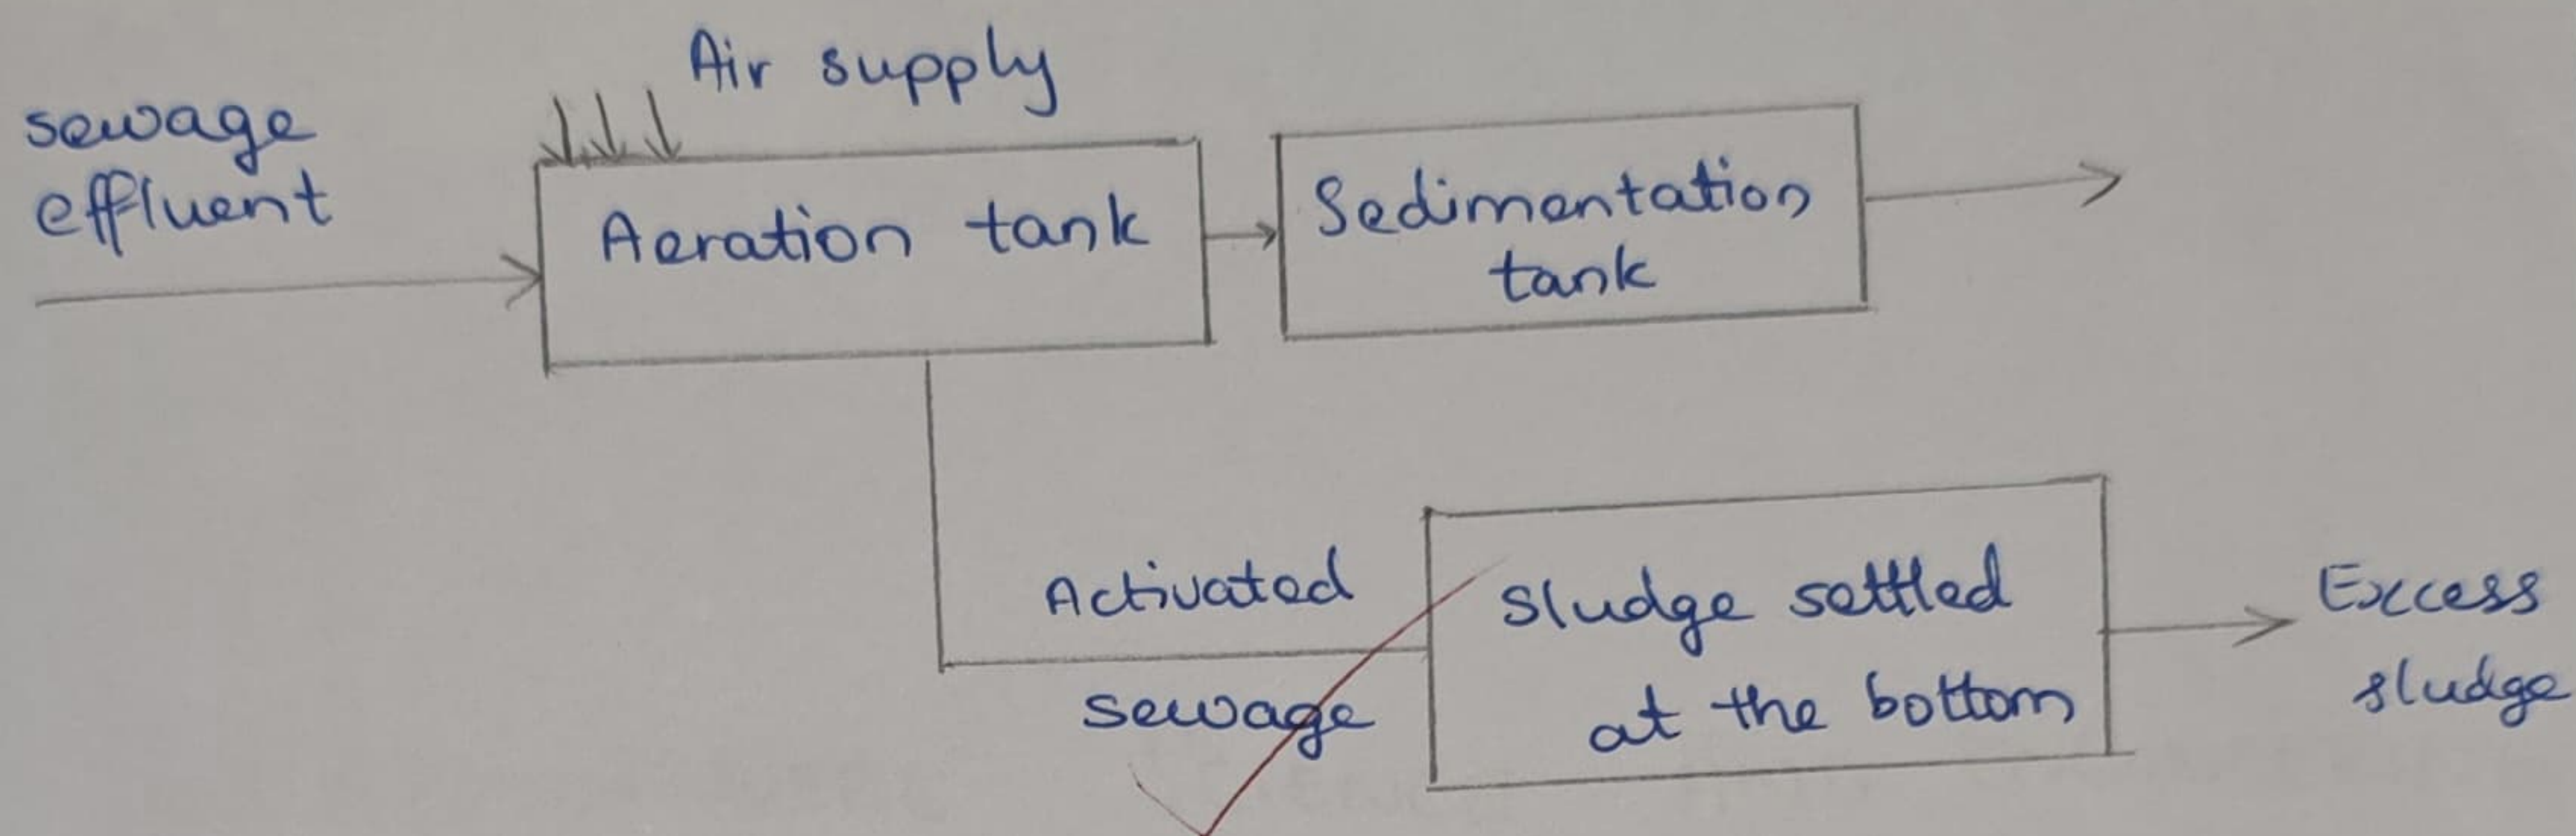 Air supply
sewage
effluent
Aeration tank
Sedimentation
tank
Activated
sewage
Sludge settled
at the bottom
Excess
sludge